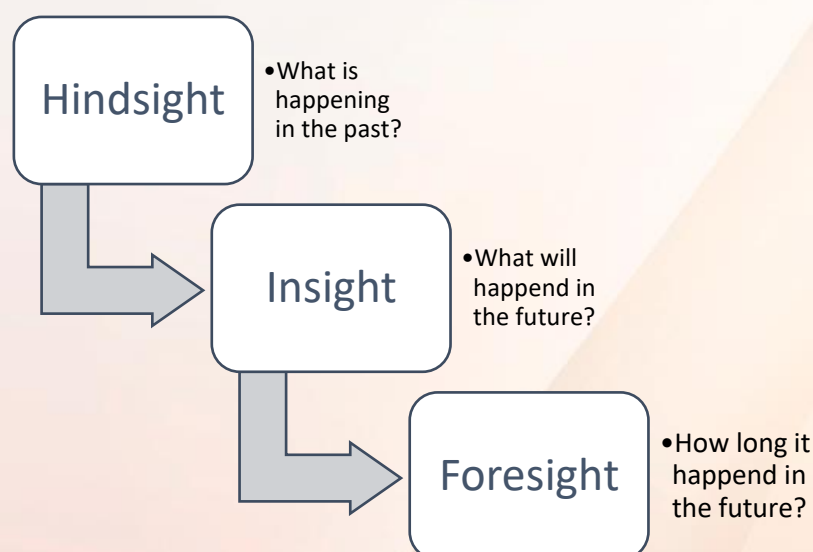 Hindsight
•What is
happening
in the past?
Insight
•What will
happend in
the future?
Foresight
•How long it
happend in
the future?